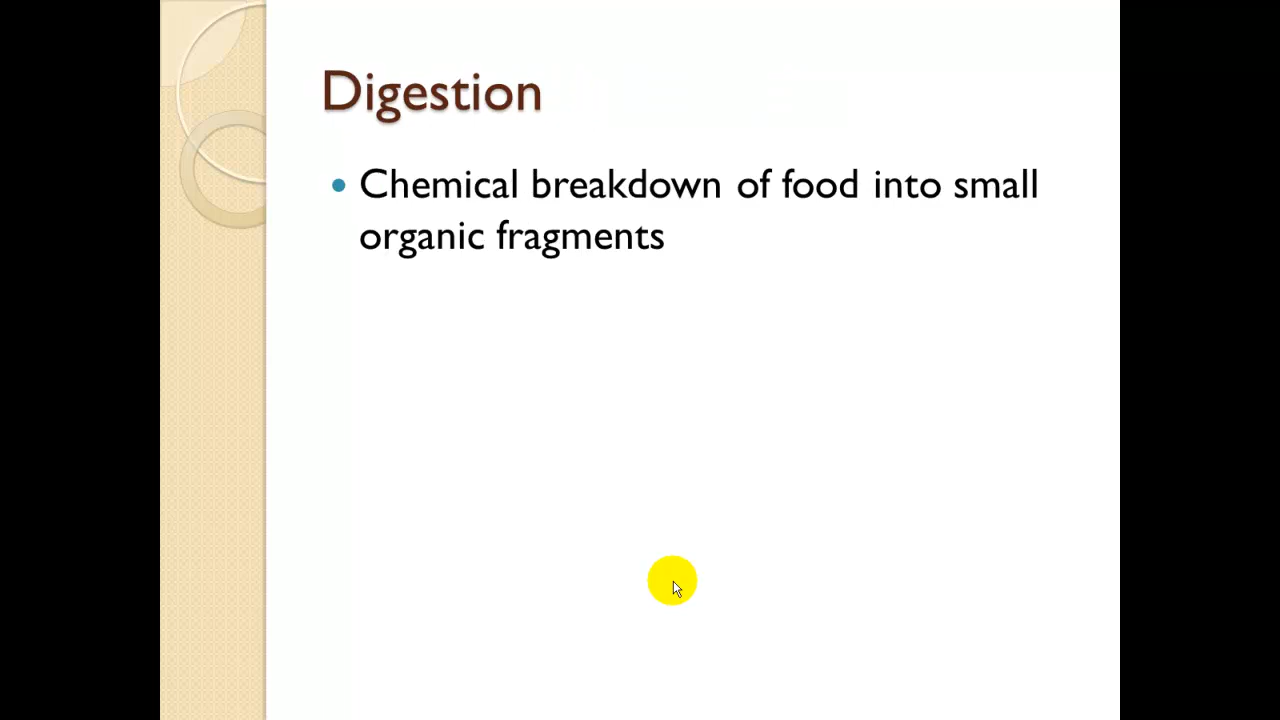 Digestion
Chemical breakdown of food into small
organic fragments